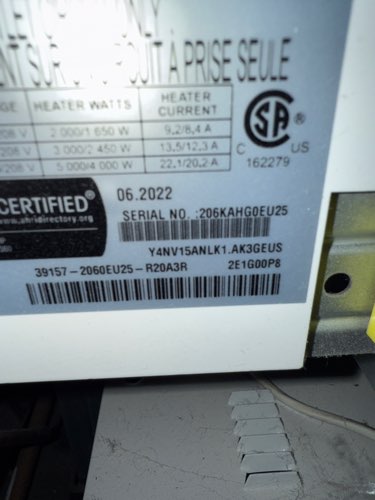 ONLY
SUR CIRCUIT À PRISE SEULE
HEATER WATTS
HEATER
CURRENT
208 V 2 000/1 650 W 9,2/8,4 A
/208 V 3 000/2 450 W 13,5/12,3 A
/208 V 5 000/4 000 W 22,1/20,2 A
C US
162279
CERTIFIED®
www.ahridirectory.org
06.2022
SERIAL NO. :206KAHG0EU25
Y4NV15ANLK1.AK3GEUS
39157-2060EU25-R20A3R 2E1G00P8